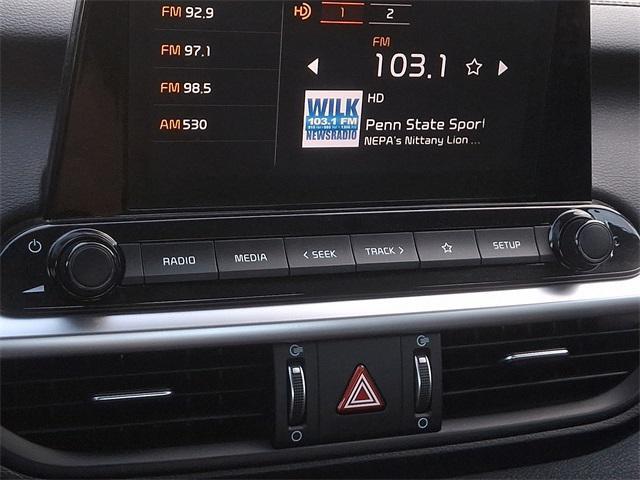 FM 92.9
FM 97.1
FM 98.5
AM 530
HD 1 2
FM
103.1
HD
WILK
103.1 FM
NEWSRADIO
Penn State Sport
NEPA's Nittany Lion ...
RADIO
MEDIA
< SEEK
TRACK >
SETUP